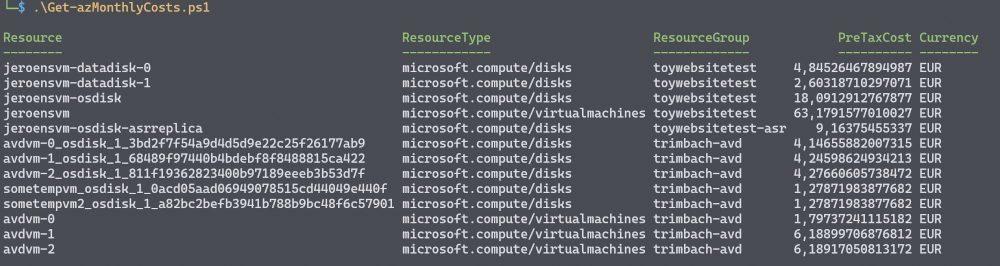 └─$ .\Get-azMonthlyCosts.ps1
Resource ResourceType ResourceGroup PreTaxCost Currency
-------- ------------ ------------- ---------- --------
jeroensvm-datadisk-0 microsoft.compute/disks toywebsitetest 4,84526467894987 EUR
jeroensvm-datadisk-1 microsoft.compute/disks toywebsitetest 2,60318710297071 EUR
jeroensvm-osdisk microsoft.compute/disks toywebsitetest 18,0912912767877 EUR
jeroensvm microsoft.compute/virtualmachines toywebsitetest 63,1791577010027 EUR
jeroensvm-osdisk-asrreplica microsoft.compute/disks toywebsitetest-asr 9,16375455337 EUR
avdvm-0_osdisk_1_3bd2f7f54a9d4d5d9e22c25f26177ab9 microsoft.compute/disks trimbach-avd 4,14655882007315 EUR
avdvm-1_osdisk_1_68489f97440b4bdebf8f8488815ca422 microsoft.compute/disks trimbach-avd 4,24598624934213 EUR
avdvm-2_osdisk_1_811f19362823400b97189eeeb3b53d7f microsoft.compute/disks trimbach-avd 4,27660605738472 EUR
sometempvm_osdisk_1_0acd05aad06949078515cd44049e440f microsoft.compute/disks trimbach-avd 1,27871983877682 EUR
sometempvm2_osdisk_1_a82bc2befb3941b788b9bc48f6c57901 microsoft.compute/disks trimbach-avd 1,27871983877682 EUR
avdvm-0 microsoft.compute/virtualmachines trimbach-avd 1,79737241115182 EUR
avdvm-1 microsoft.compute/virtualmachines trimbach-avd 6,18899706876812 EUR
avdvm-2 microsoft.compute/virtualmachines trimbach-avd 6,18917050813172 EUR